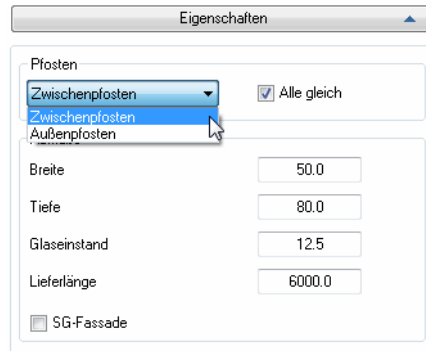 Eigenschaften
Pfosten
Zwischenpfosten
Alle gleich
Zwischenpfosten
Außenpfosten
Breite 50.0
Tiefe 80.0
Glaseinstand 12.5
Lieferlänge 6000.0
SG-Fassade